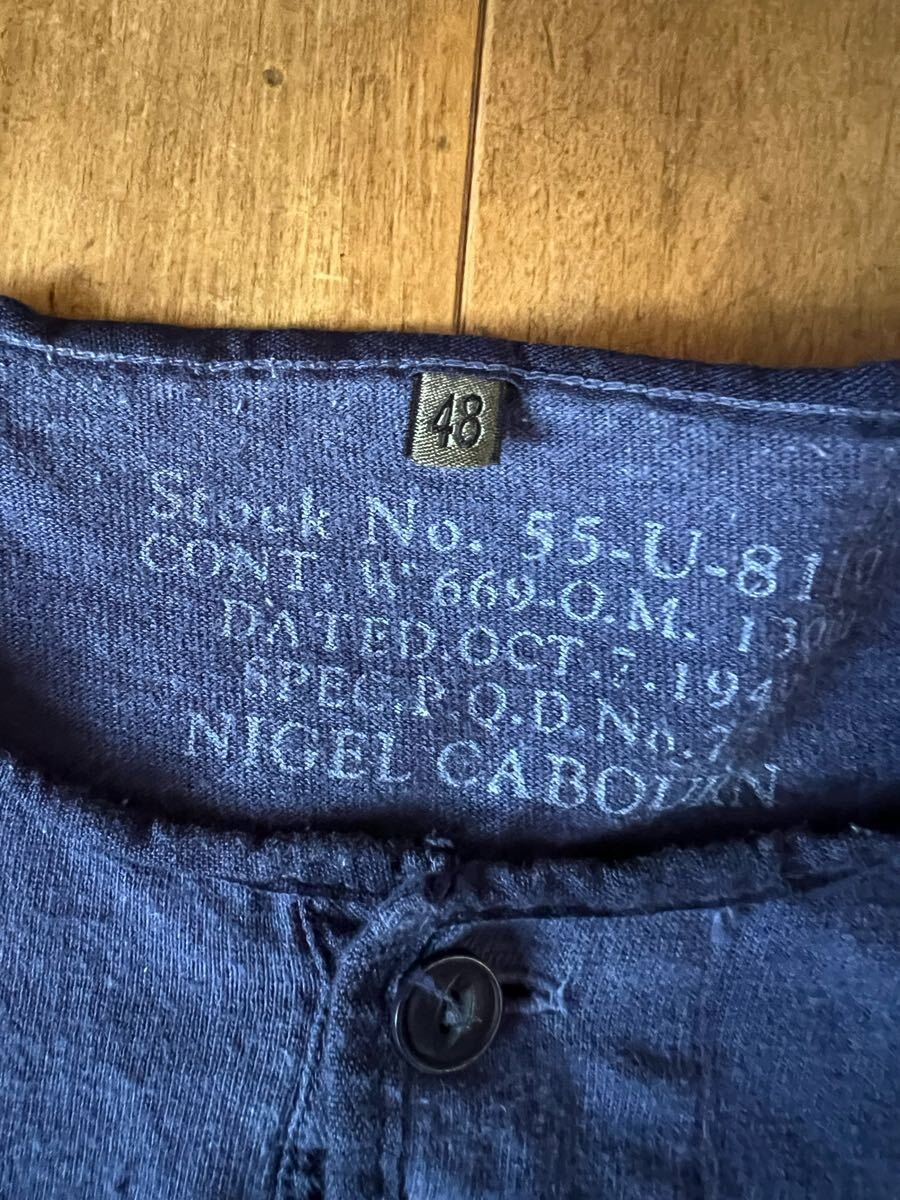 48
Stock No. 55-U-81
CONT. W 669-O.M.
DATED.OCT.7.194
SPEC.P.Q.D.No.
NIGEL CABOURN